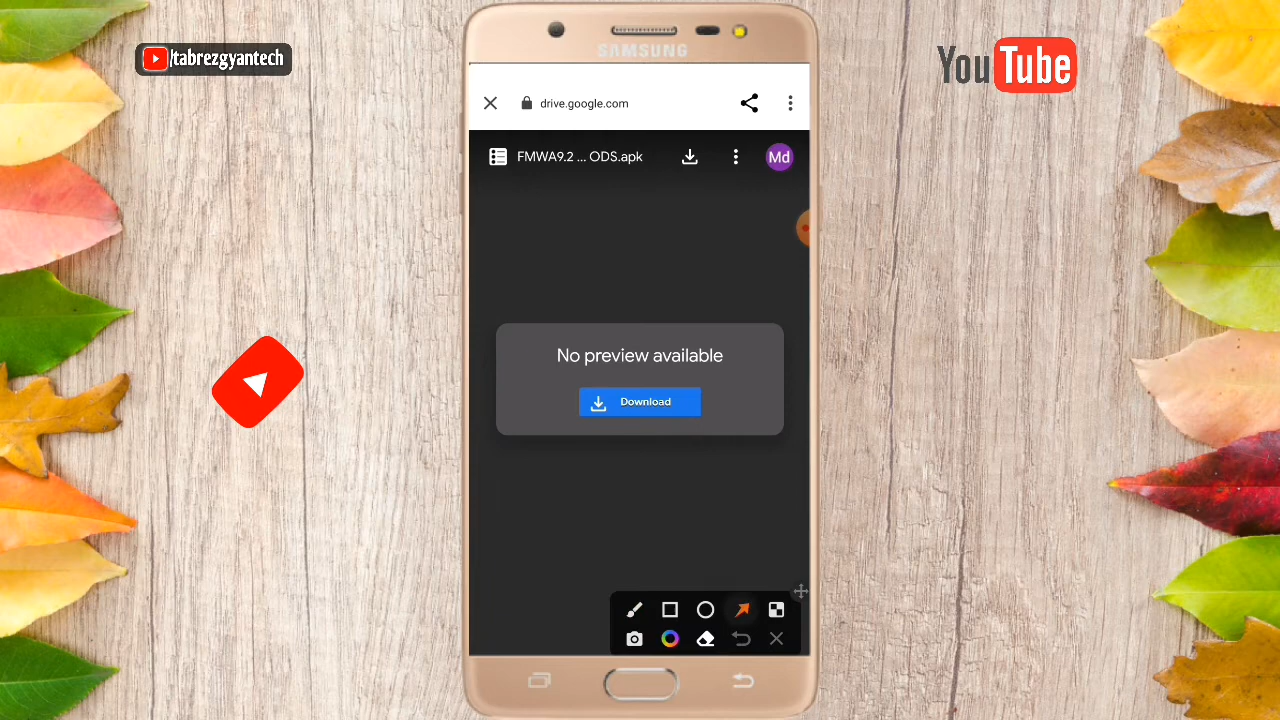 /tabrezgyantech
YouTube
SAMSUNG
drive.google.com
FMWA9.2 ... ODS.apk
Md
No preview available
Download